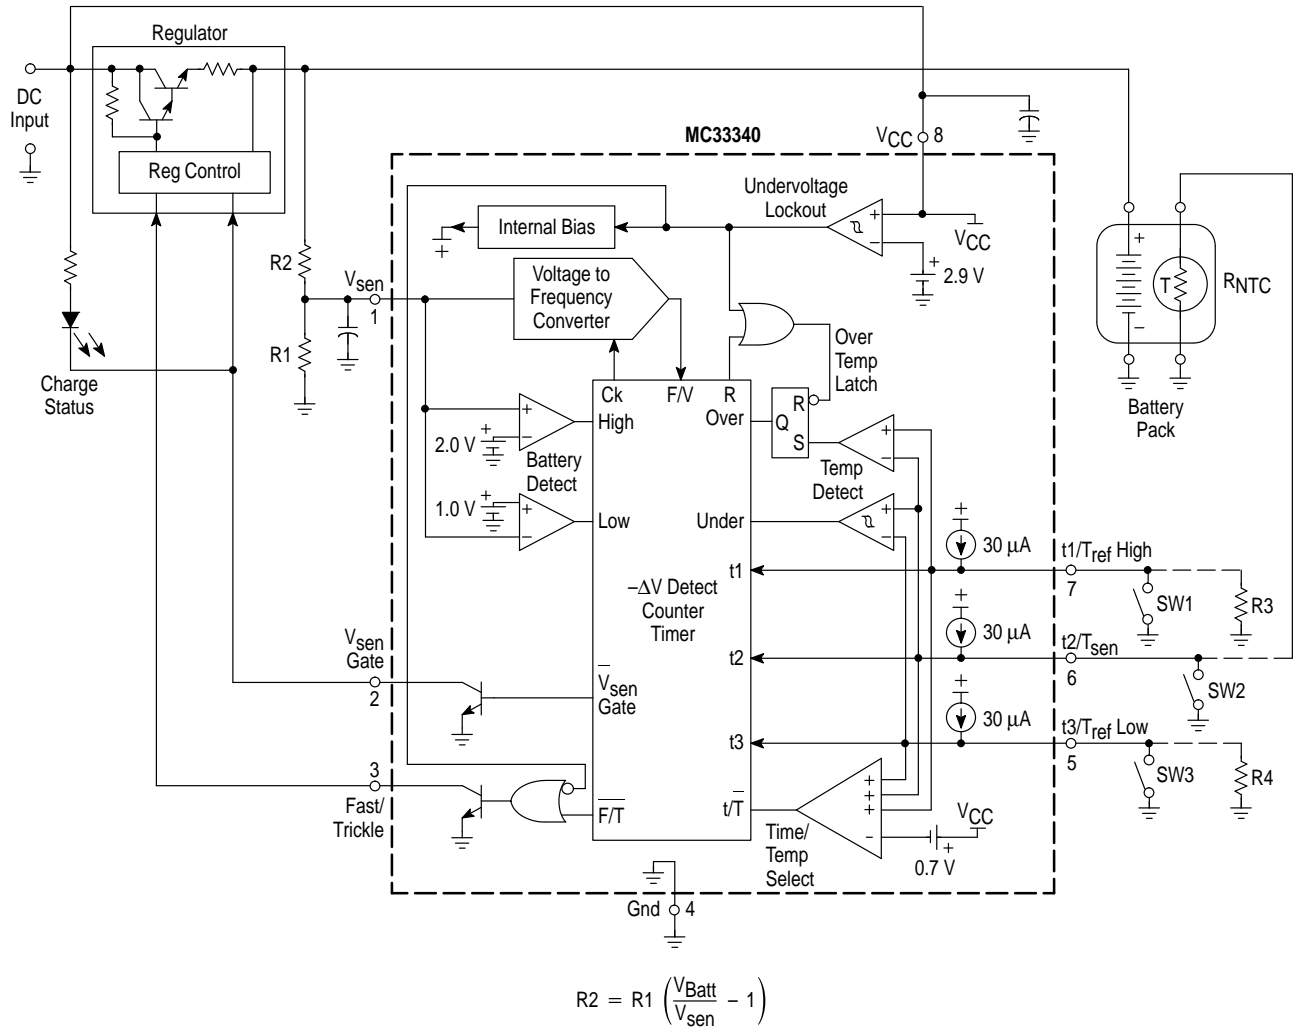 Regulator
DC
Input
Reg Control
MC33340
VCC 8
Undervoltage
Lockout
Internal Bias
+
−
VCC
+
2.9 V
+
R2
Vsen
1
Voltage to
Frequency
Converter
R1
Charge
Status
Over
Temp
Latch
+
−
T
RNTC
Battery
Pack
Ck
F/V
R
Over
High
R
Q
S
+
−
2.0 V
+
−
Battery
Detect
Temp
Detect
+
1.0 V
+
−
Low
Under
+
−
+
30 µA
t1/Tref High
7
t1
SW1
R3
−ΔV Detect
Counter
Timer
+
30 µA
t2/Tsen
6
t2
SW2
Vsen
Gate
2
V̅sen
Gate
+
30 µA
t3/Tref Low
5
t3
SW3
R4
3
Fast/
Trickle
F̅/̅T̅
t/T̅
+
+
+
−
VCC
+
0.7 V
Time/
Temp
Select
Gnd 4
R2 = R1 (VBatt/Vsen − 1)